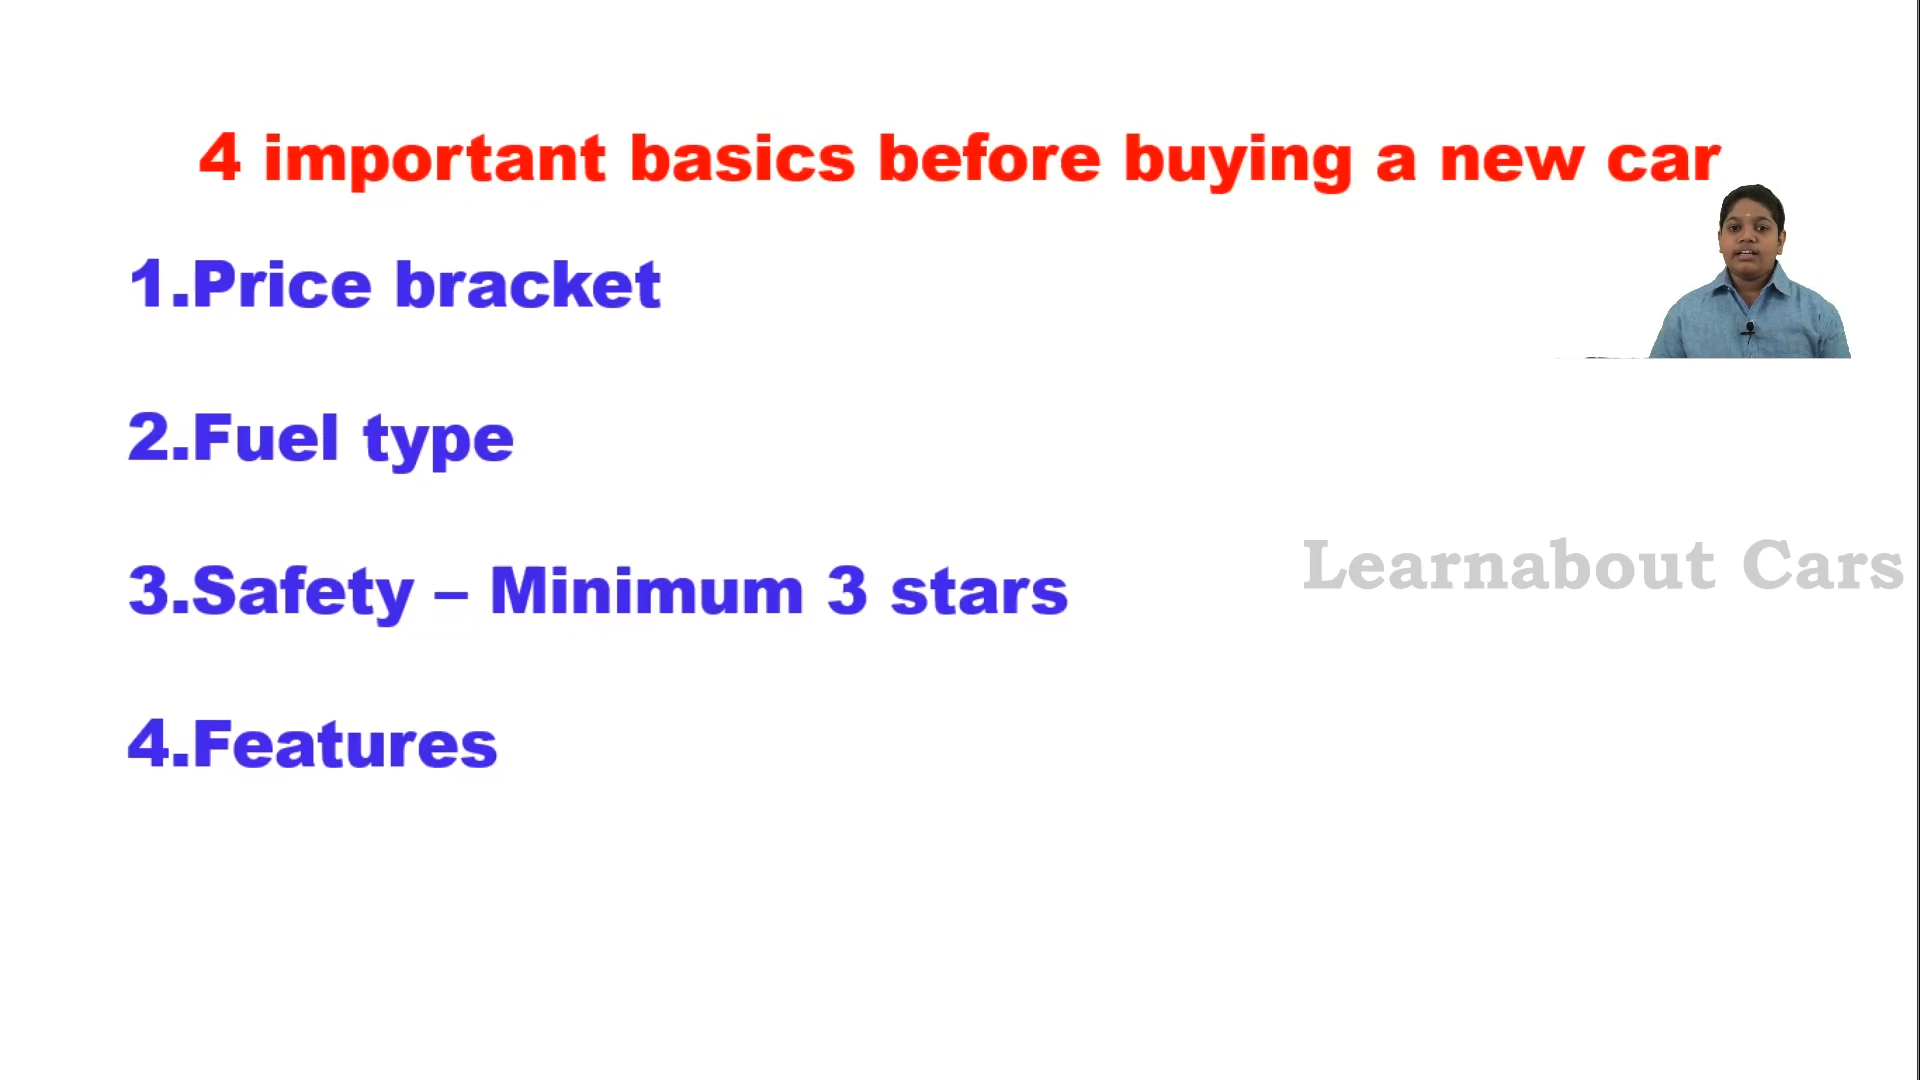 4 important basics before buying a new car
1.Price bracket
2.Fuel type
3.Safety – Minimum 3 stars
Learnabout Cars
4.Features